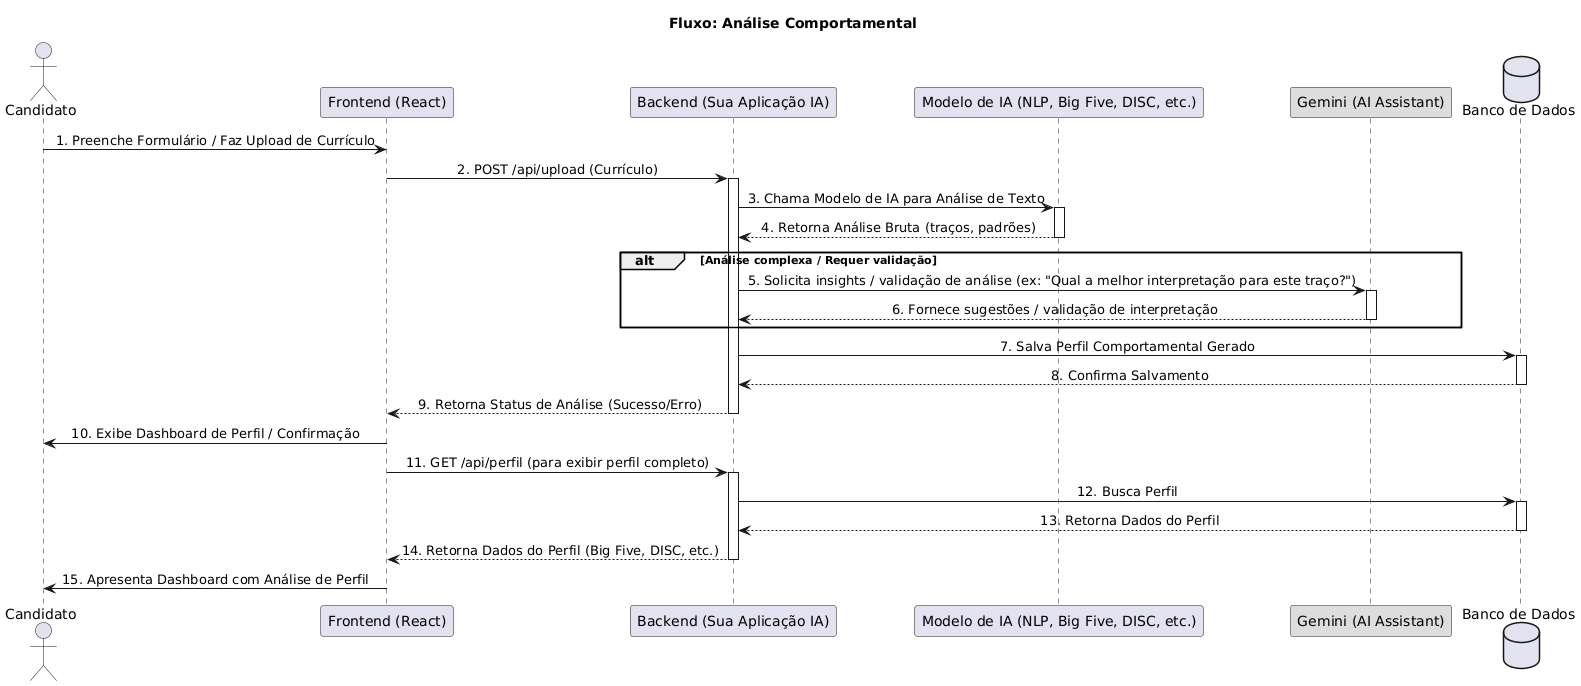 Fluxo: Análise Comportamental
Candidato
Frontend (React)
Backend (Sua Aplicação IA)
Modelo de IA (NLP, Big Five, DISC, etc.)
Gemini (AI Assistant)
Banco de Dados
1. Preenche Formulário / Faz Upload de Currículo
2. POST /api/upload (Currículo)
3. Chama Modelo de IA para Análise de Texto
4. Retorna Análise Bruta (traços, padrões)
alt
[Análise complexa / Requer validação]
5. Solicita insights / validação de análise (ex: "Qual a melhor interpretação para este traço?")
6. Fornece sugestões / validação de interpretação
7. Salva Perfil Comportamental Gerado
8. Confirma Salvamento
9. Retorna Status de Análise (Sucesso/Erro)
10. Exibe Dashboard de Perfil / Confirmação
11. GET /api/perfil (para exibir perfil completo)
12. Busca Perfil
13. Retorna Dados do Perfil
14. Retorna Dados do Perfil (Big Five, DISC, etc.)
15. Apresenta Dashboard com Análise de Perfil
Candidato
Frontend (React)
Backend (Sua Aplicação IA)
Modelo de IA (NLP, Big Five, DISC, etc.)
Gemini (AI Assistant)
Banco de Dados